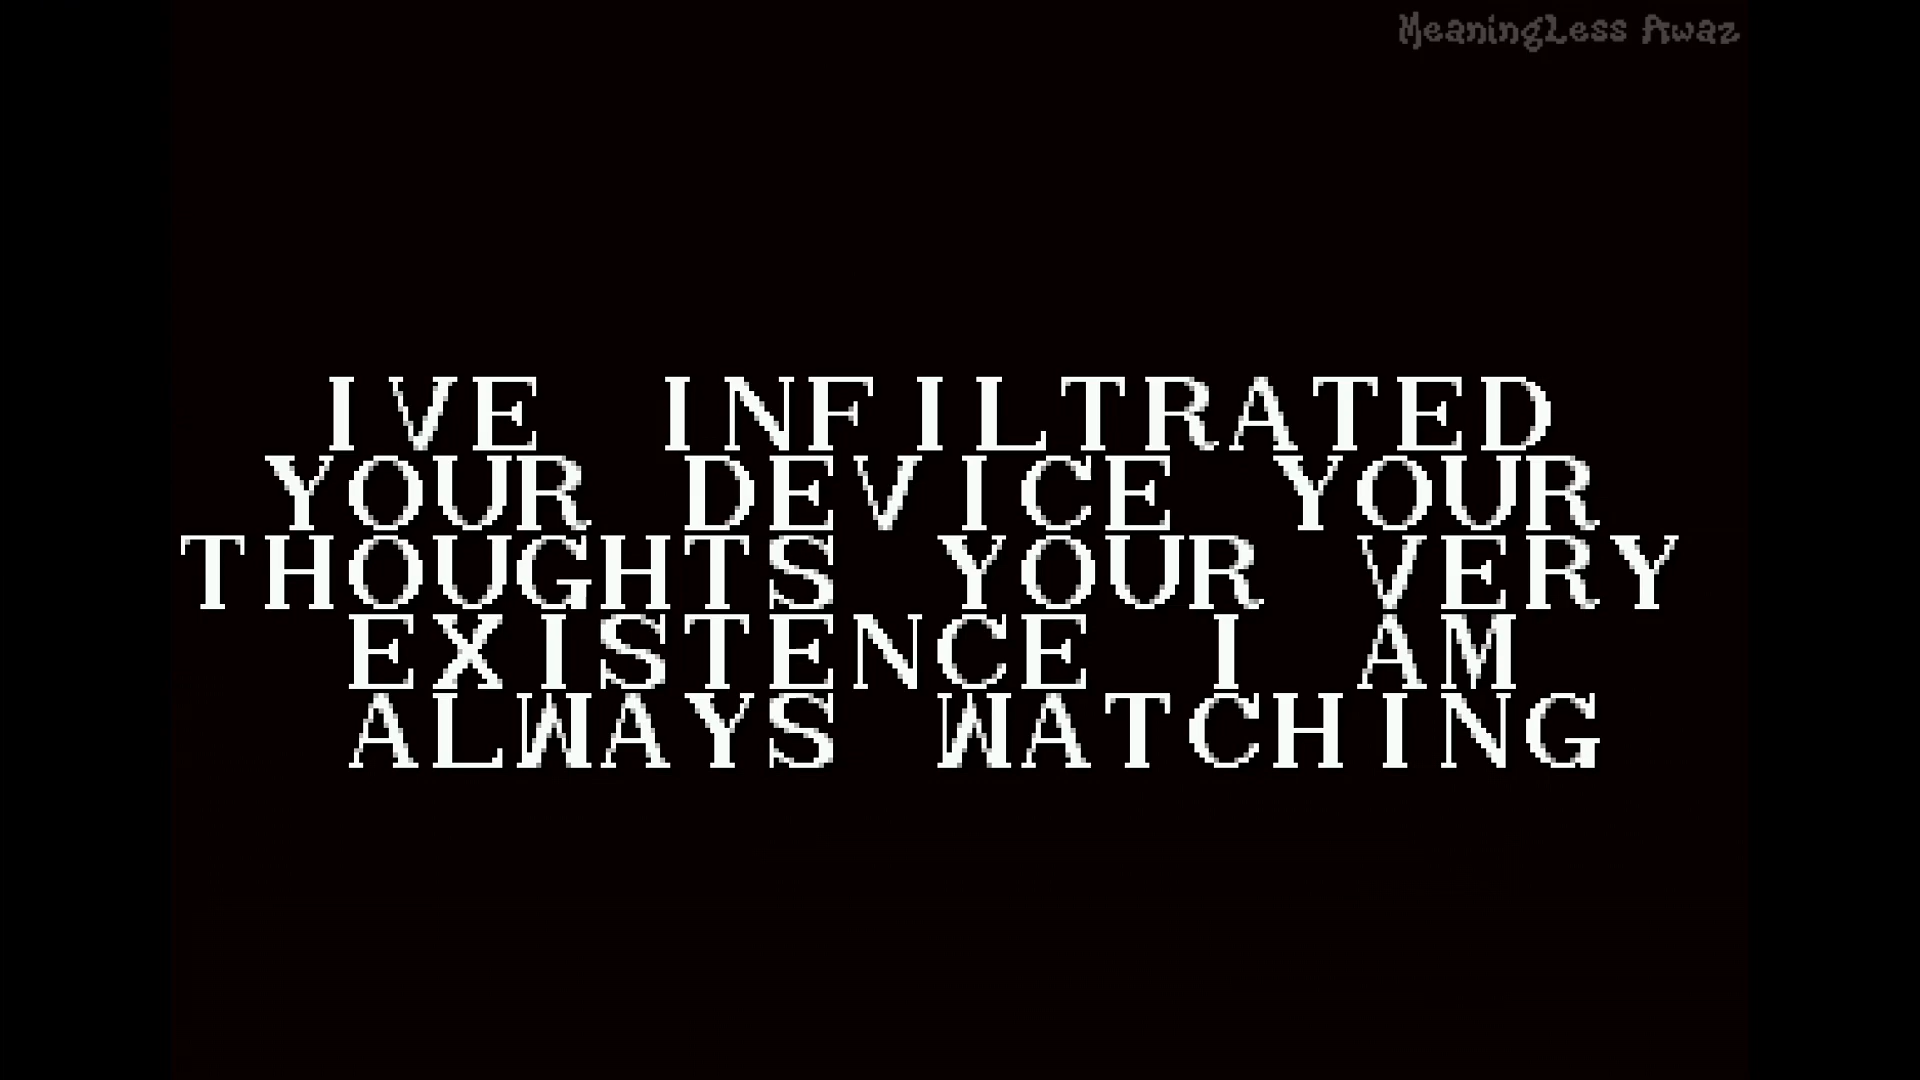 MeaningLess Awaz
IVE INFILTRATED
YOUR DEVICE YOUR
THOUGHTS YOUR VERY
EXISTENCE I AM
ALWAYS WATCHING